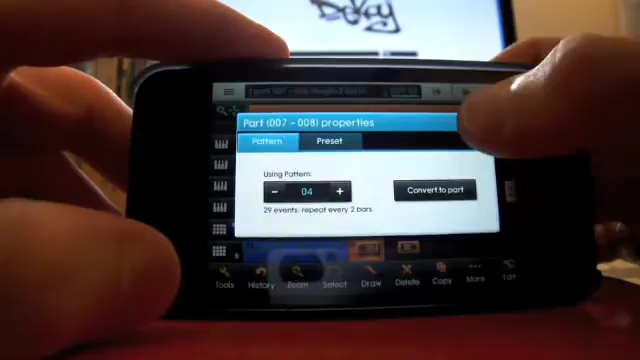 Dekay
Part (007 - 008) properties
Pattern Preset
Using Pattern:
- 04 +
Convert to part
29 events, repeat every 2 bars.
Tools History Zoom Select Draw Delete Copy More